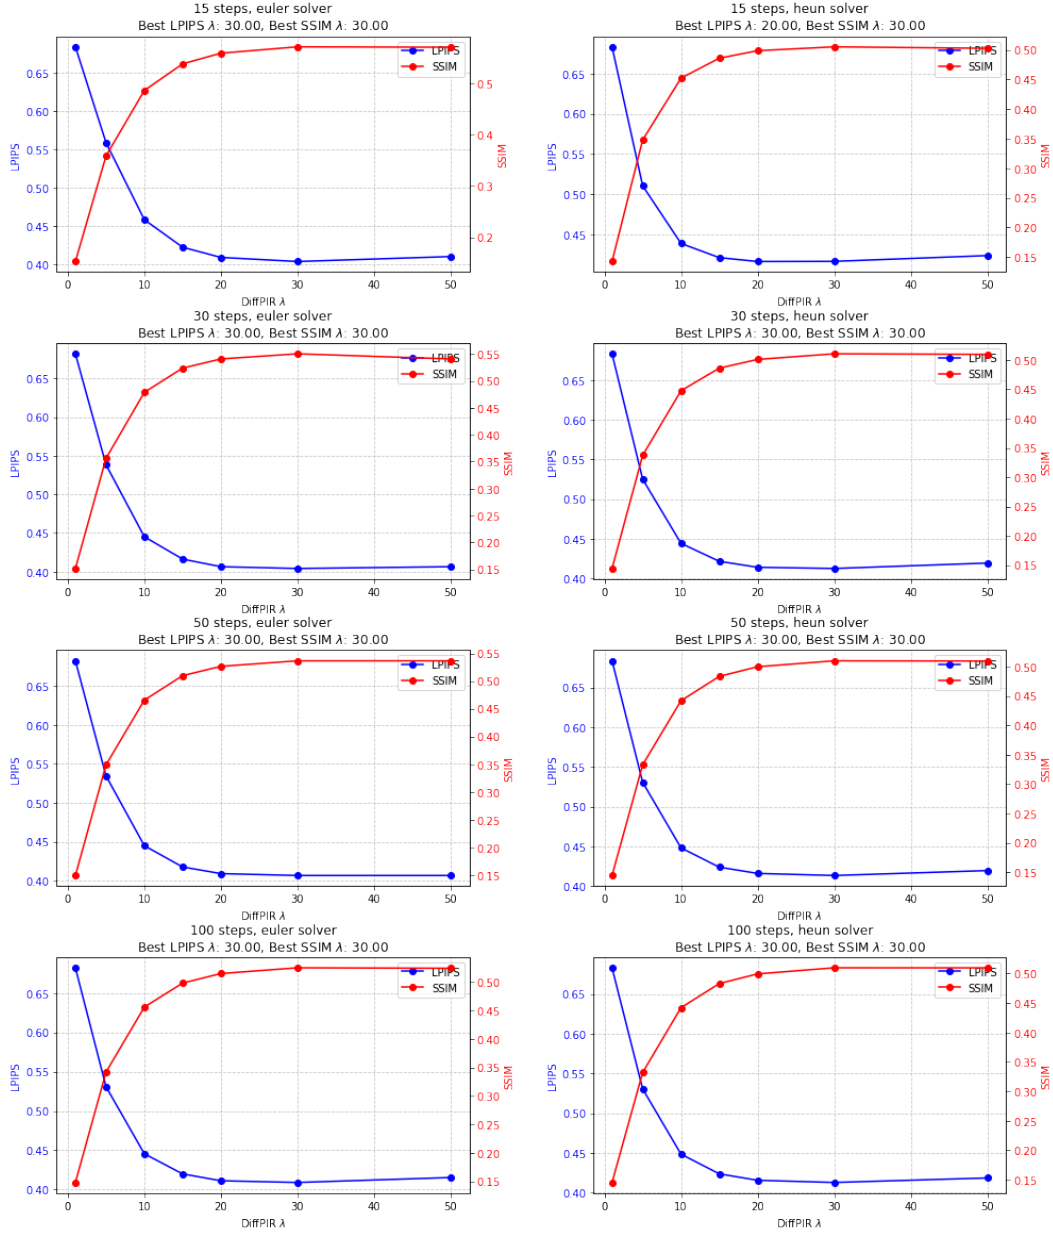 15 steps, euler solver
Best LPIPS λ: 30.00, Best SSIM λ: 30.00
LPIPS
SSIM
0.65
0.60
0.55
0.50
0.45
0.40
LPIPS
0.5
0.4
0.3
0.2
SSIM
0 10 20 30 40 50
DiffPIR λ
15 steps, heun solver
Best LPIPS λ: 20.00, Best SSIM λ: 30.00
LPIPS
SSIM
0.65
0.60
0.55
0.50
0.45
LPIPS
0.50
0.45
0.40
0.35
0.30
0.25
0.20
0.15
SSIM
0 10 20 30 40 50
DiffPIR λ
30 steps, euler solver
Best LPIPS λ: 30.00, Best SSIM λ: 30.00
LPIPS
SSIM
0.65
0.60
0.55
0.50
0.45
0.40
LPIPS
0.55
0.50
0.45
0.40
0.35
0.30
0.25
0.20
0.15
SSIM
0 10 20 30 40 50
DiffPIR λ
30 steps, heun solver
Best LPIPS λ: 30.00, Best SSIM λ: 30.00
LPIPS
SSIM
0.65
0.60
0.55
0.50
0.45
0.40
LPIPS
0.50
0.45
0.40
0.35
0.30
0.25
0.20
0.15
SSIM
0 10 20 30 40 50
DiffPIR λ
50 steps, euler solver
Best LPIPS λ: 30.00, Best SSIM λ: 30.00
LPIPS
SSIM
0.65
0.60
0.55
0.50
0.45
0.40
LPIPS
0.55
0.50
0.45
0.40
0.35
0.30
0.25
0.20
0.15
SSIM
0 10 20 30 40 50
DiffPIR λ
50 steps, heun solver
Best LPIPS λ: 30.00, Best SSIM λ: 30.00
LPIPS
SSIM
0.65
0.60
0.55
0.50
0.45
0.40
LPIPS
0.50
0.45
0.40
0.35
0.30
0.25
0.20
0.15
SSIM
0 10 20 30 40 50
DiffPIR λ
100 steps, euler solver
Best LPIPS λ: 30.00, Best SSIM λ: 30.00
LPIPS
SSIM
0.65
0.60
0.55
0.50
0.45
0.40
LPIPS
0.50
0.45
0.40
0.35
0.30
0.25
0.20
0.15
SSIM
0 10 20 30 40 50
DiffPIR λ
100 steps, heun solver
Best LPIPS λ: 30.00, Best SSIM λ: 30.00
LPIPS
SSIM
0.65
0.60
0.55
0.50
0.45
0.40
LPIPS
0.50
0.45
0.40
0.35
0.30
0.25
0.20
0.15
SSIM
0 10 20 30 40 50
DiffPIR λ